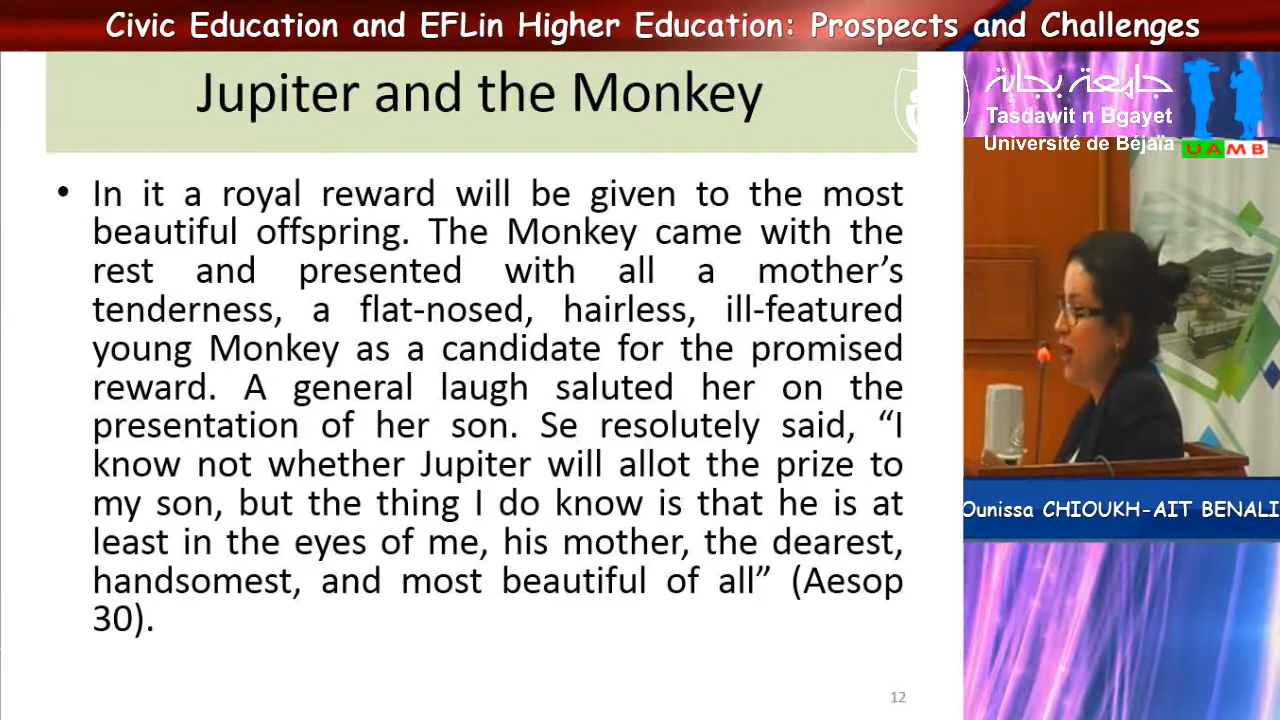 Civic Education and EFLin Higher Education: Prospects and Challenges
Jupiter and the Monkey
جامعة بجاية
Tasdawit n Bgayet
Université de Béjaïa
UAMB
• In it a royal reward will be given to the most
beautiful offspring. The Monkey came with the
rest and presented with all a mother’s
tenderness, a flat-nosed, hairless, ill-featured
young Monkey as a candidate for the promised
reward. A general laugh saluted her on the
presentation of her son. Se resolutely said, “I
know not whether Jupiter will allot the prize to
my son, but the thing I do know is that he is at
least in the eyes of me, his mother, the dearest,
handsomest, and most beautiful of all” (Aesop
30).
Ounissa CHIOUKH-AIT BENALI
12